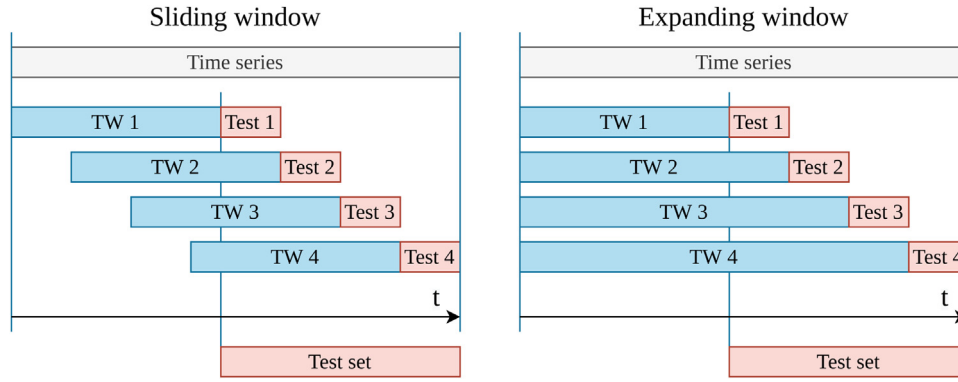 Sliding window
Time series
TW 1 Test 1
TW 2 Test 2
TW 3 Test 3
TW 4 Test 4
t
Test set
Expanding window
Time series
TW 1 Test 1
TW 2 Test 2
TW 3 Test 3
TW 4 Test 4
t
Test set